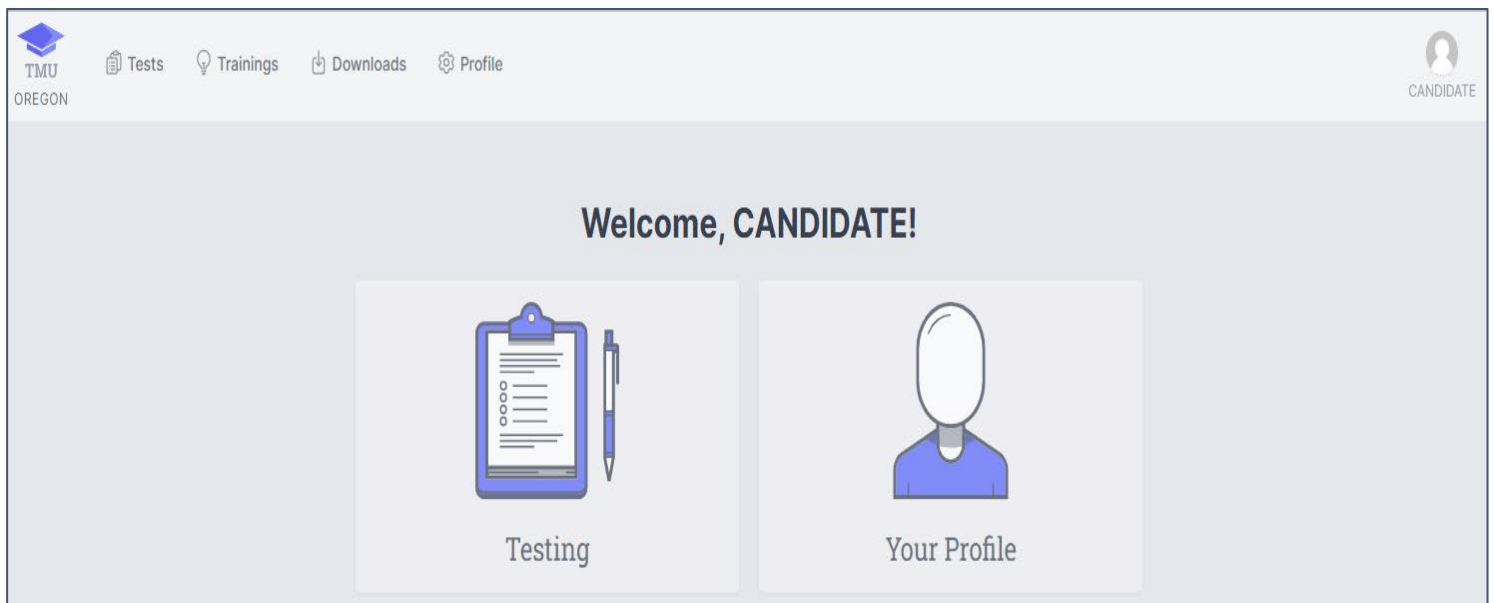 TMU
OREGON
Tests Trainings Downloads Profile
CANDIDATE
Welcome, CANDIDATE!
Testing
Your Profile